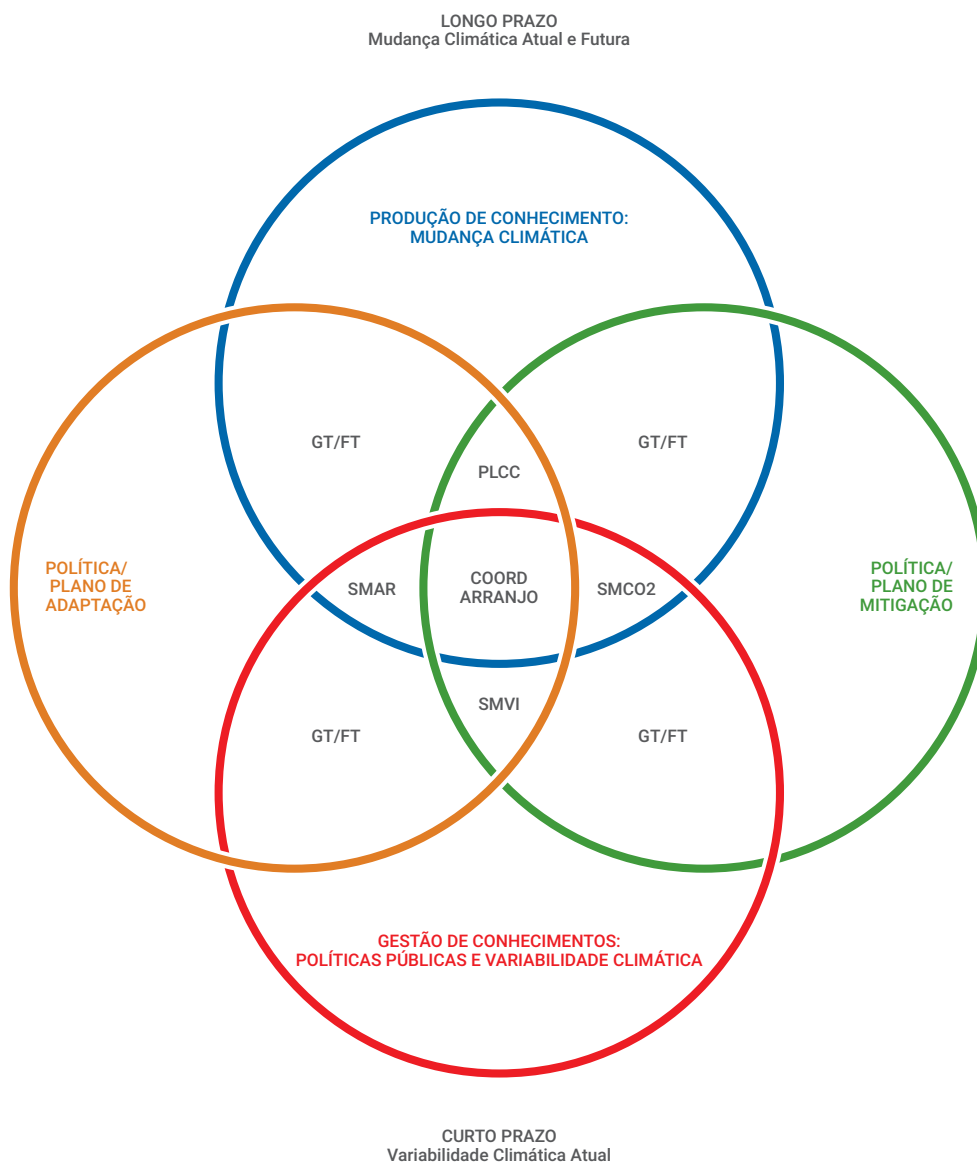 LONGO PRAZO
Mudança Climática Atual e Futura
PRODUÇÃO DE CONHECIMENTO:
MUDANÇA CLIMÁTICA
GT/FT
GT/FT
PLCC
POLÍTICA/
PLANO DE
ADAPTAÇÃO
SMAR
COORD
ARRANJO
SMCO2
POLÍTICA/
PLANO DE
MITIGAÇÃO
SMVI
GT/FT
GT/FT
GESTÃO DE CONHECIMENTOS:
POLÍTICAS PÚBLICAS E VARIABILIDADE CLIMÁTICA
CURTO PRAZO
Variabilidade Climática Atual